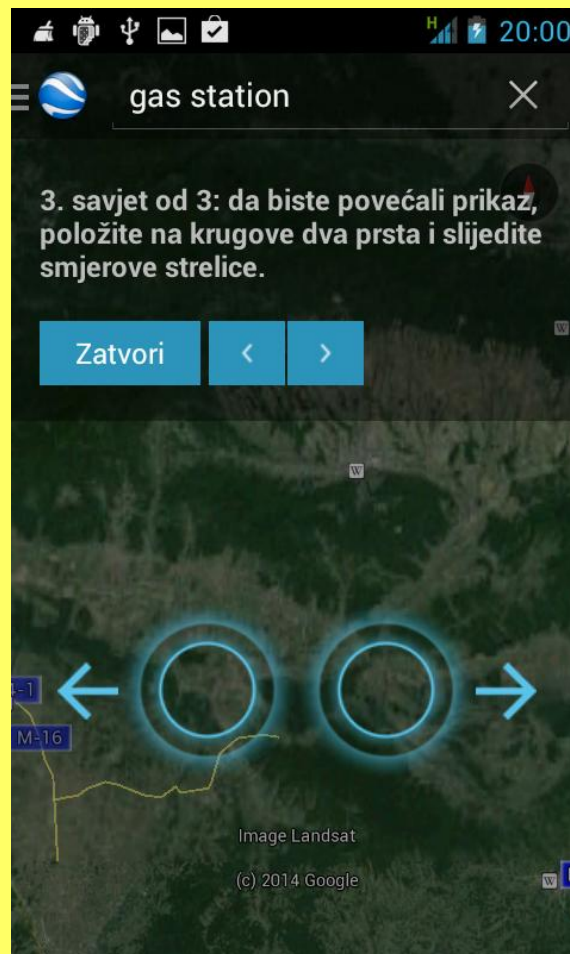 H
20:00
gas station
3. savjet od 3: da biste povećali prikaz,
položite na krugove dva prsta i slijedite
smjerove strelice.
Zatvori
W
W
M-16
Image Landsat
(c) 2014 Google
W